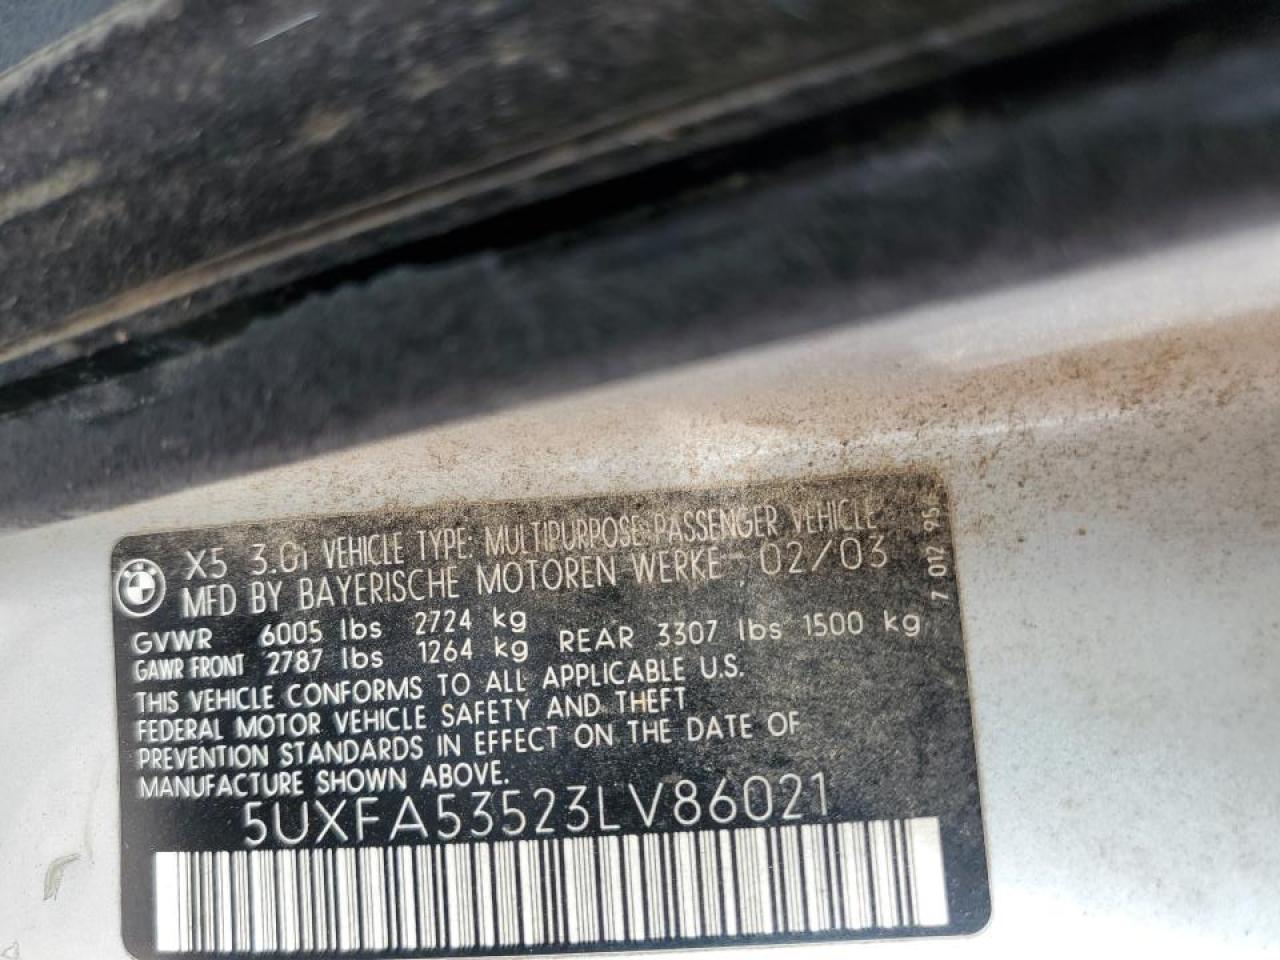 X5 3.0i VEHICLE TYPE: MULTIPURPOSE PASSENGER VEHICLE
MFD BY BAYERISCHE MOTOREN WERKE 02/03
GVWR 6005 lbs 2724 kg
GAWR FRONT 2787 lbs 1264 kg REAR 3307 lbs 1500 kg
THIS VEHICLE CONFORMS TO ALL APPLICABLE U.S.
FEDERAL MOTOR VEHICLE SAFETY AND THEFT
PREVENTION STANDARDS IN EFFECT ON THE DATE OF
MANUFACTURE SHOWN ABOVE.
5UXFA53523LV86021
7 012